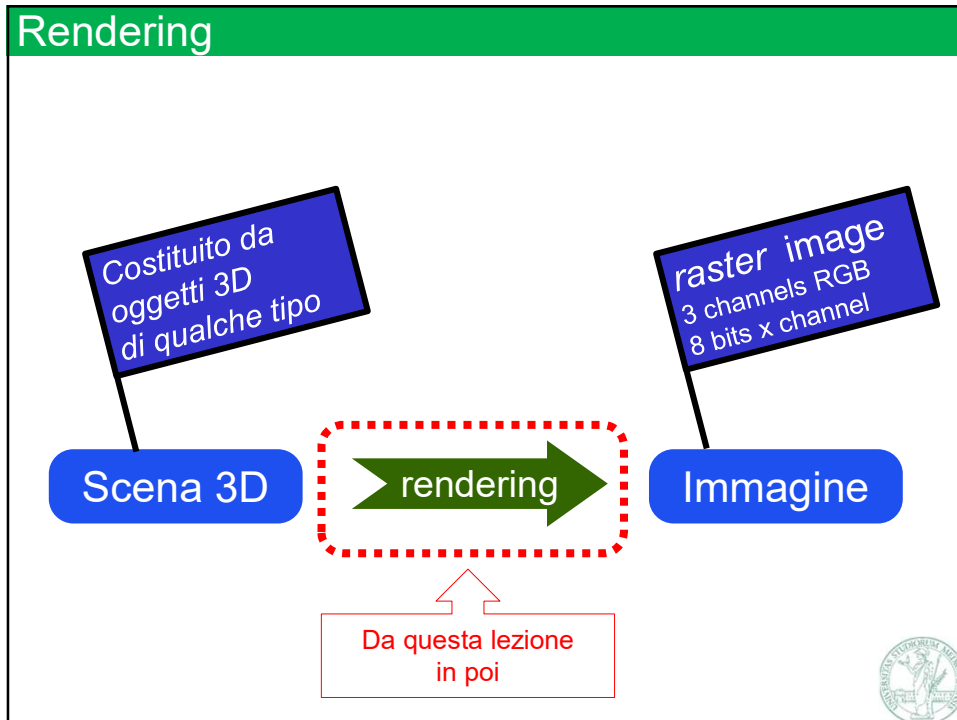 Rendering
Costituito da
oggetti 3D
di qualche tipo
raster image
3 channels RGB
8 bits x channel
Scena 3D
rendering
Immagine
Da questa lezione
in poi